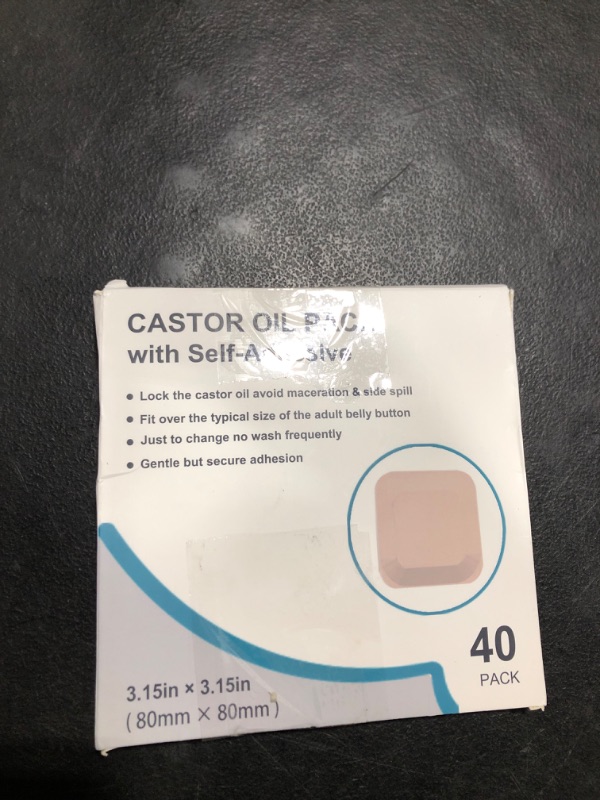 CASTOR OIL PACK
with Self-Adhesive
● Lock the castor oil avoid maceration & side spill
● Fit over the typical size of the adult belly button
● Just to change no wash frequently
● Gentle but secure adhesion
40
PACK
3.15in × 3.15in
(80mm × 80mm)